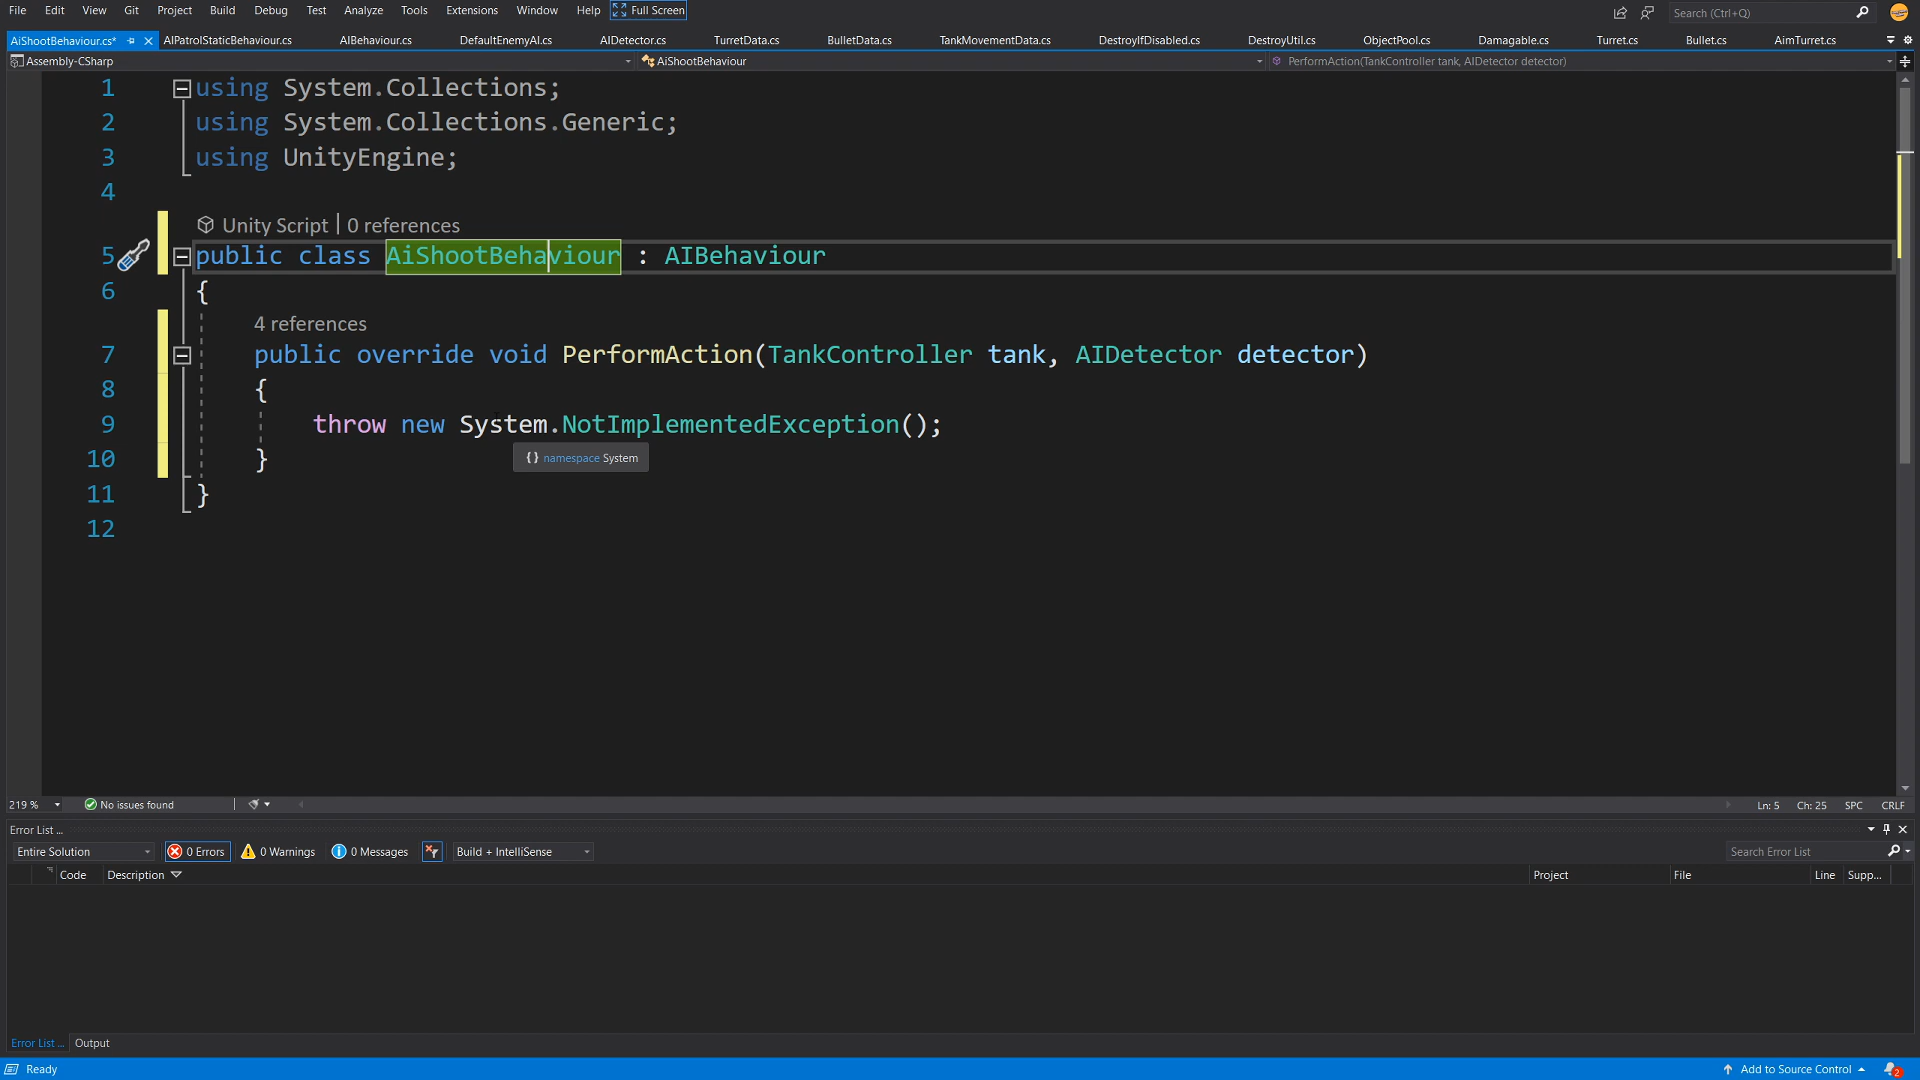 File Edit View Git Project Build Debug Test Analyze Tools Extensions Window Help Full Screen Search (Ctrl+Q)
AiShootBehaviour.cs* AIPatrolStaticBehaviour.cs AIBehaviour.cs DefaultEnemyAI.cs AIDetector.cs TurretData.cs BulletData.cs TankMovementData.cs DestroyIfDisabled.cs DestroyUtil.cs ObjectPool.cs Damagable.cs Turret.cs Bullet.cs AimTurret.cs
Assembly-CSharp AiShootBehaviour PerformAction(TankController tank, AIDetector detector)
1 using System.Collections;
2 using System.Collections.Generic;
3 using UnityEngine;
4
Unity Script | 0 references
5 public class AiShootBehaviour : AIBehaviour
6 {
4 references
7 public override void PerformAction(TankController tank, AIDetector detector)
8 {
9 throw new System.NotImplementedException();
10 }
{ } namespace System
11 }
12
219 % No issues found Ln: 5 Ch: 25 SPC CRLF
Error List ...
Entire Solution 0 Errors 0 Warnings 0 Messages Build + IntelliSense Search Error List
Code Description Project File Line Supp...
Error List ... Output
Ready Add to Source Control 2